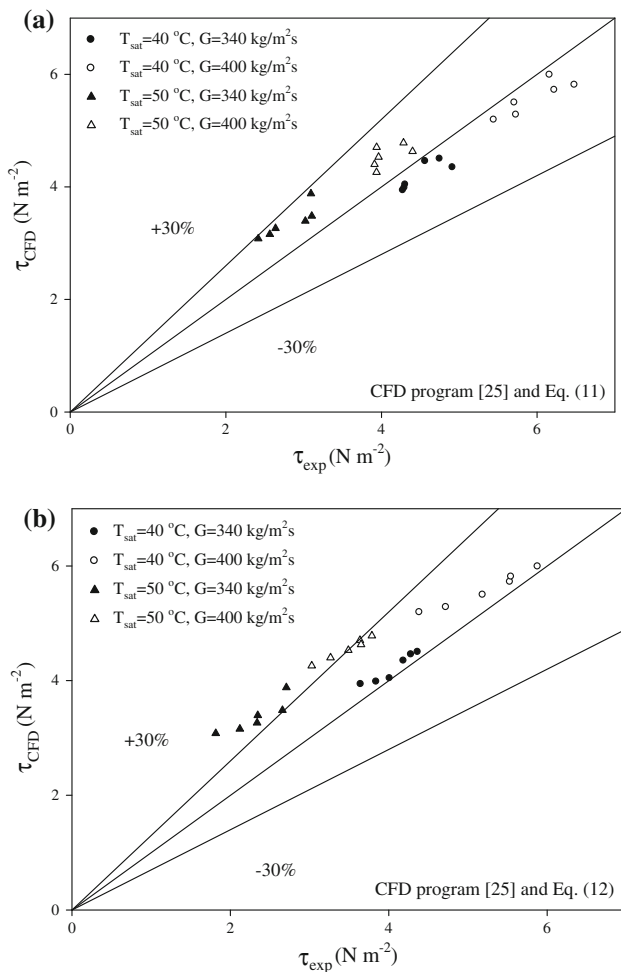 (a)
T_sat=40 °C, G=340 kg/m²s
T_sat=40 °C, G=400 kg/m²s
T_sat=50 °C, G=340 kg/m²s
T_sat=50 °C, G=400 kg/m²s
6
4
2
0
τ_CFD (N m⁻²)
+30%
-30%
CFD program [25] and Eq. (11)
0 2 4 6
τ_exp (N m⁻²)
(b)
T_sat=40 °C, G=340 kg/m²s
T_sat=40 °C, G=400 kg/m²s
T_sat=50 °C, G=340 kg/m²s
T_sat=50 °C, G=400 kg/m²s
6
4
2
0
τ_CFD (N m⁻²)
+30%
-30%
CFD program [25] and Eq. (12)
0 2 4 6
τ_exp (N m⁻²)